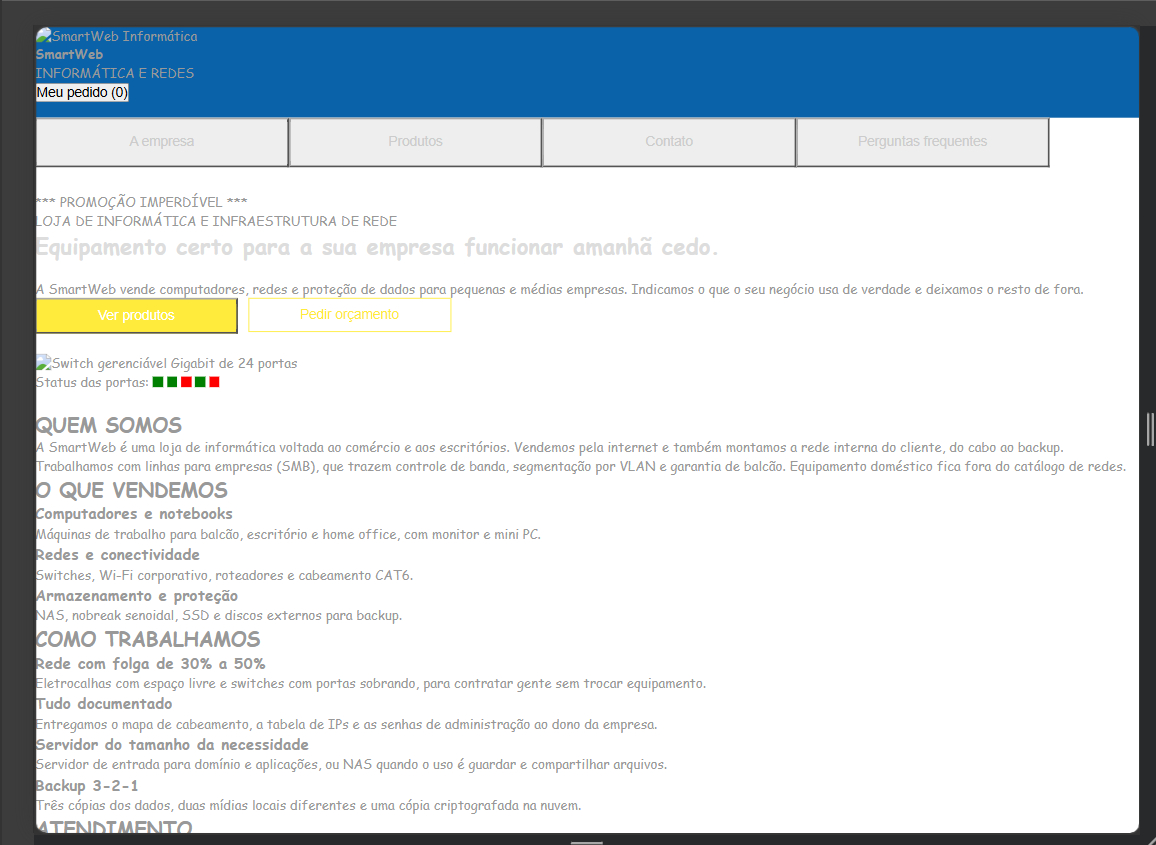 SmartWeb Informática
SmartWeb
INFORMÁTICA E REDES
Meu pedido (0)
A empresa
Produtos
Contato
Perguntas frequentes
*** PROMOÇÃO IMPERDÍVEL ***
LOJA DE INFORMÁTICA E INFRAESTRUTURA DE REDE
Equipamento certo para a sua empresa funcionar amanhã cedo.
A SmartWeb vende computadores, redes e proteção de dados para pequenas e médias empresas. Indicamos o que o seu negócio usa de verdade e deixamos o resto de fora.
Ver produtos
Pedir orçamento
Switch gerenciável Gigabit de 24 portas
Status das portas:
QUEM SOMOS
A SmartWeb é uma loja de informática voltada ao comércio e aos escritórios. Vendemos pela internet e também montamos a rede interna do cliente, do cabo ao backup.
Trabalhamos com linhas para empresas (SMB), que trazem controle de banda, segmentação por VLAN e garantia de balcão. Equipamento doméstico fica fora do catálogo de redes.
O QUE VENDEMOS
Computadores e notebooks
Máquinas de trabalho para balcão, escritório e home office, com monitor e mini PC.
Redes e conectividade
Switches, Wi-Fi corporativo, roteadores e cabeamento CAT6.
Armazenamento e proteção
NAS, nobreak senoidal, SSD e discos externos para backup.
COMO TRABALHAMOS
Rede com folga de 30% a 50%
Eletrocalhas com espaço livre e switches com portas sobrando, para contratar gente sem trocar equipamento.
Tudo documentado
Entregamos o mapa de cabeamento, a tabela de IPs e as senhas de administração ao dono da empresa.
Servidor do tamanho da necessidade
Servidor de entrada para domínio e aplicações, ou NAS quando o uso é guardar e compartilhar arquivos.
Backup 3-2-1
Três cópias dos dados, duas mídias locais diferentes e uma cópia criptografada na nuvem.
ATENDIMENTO